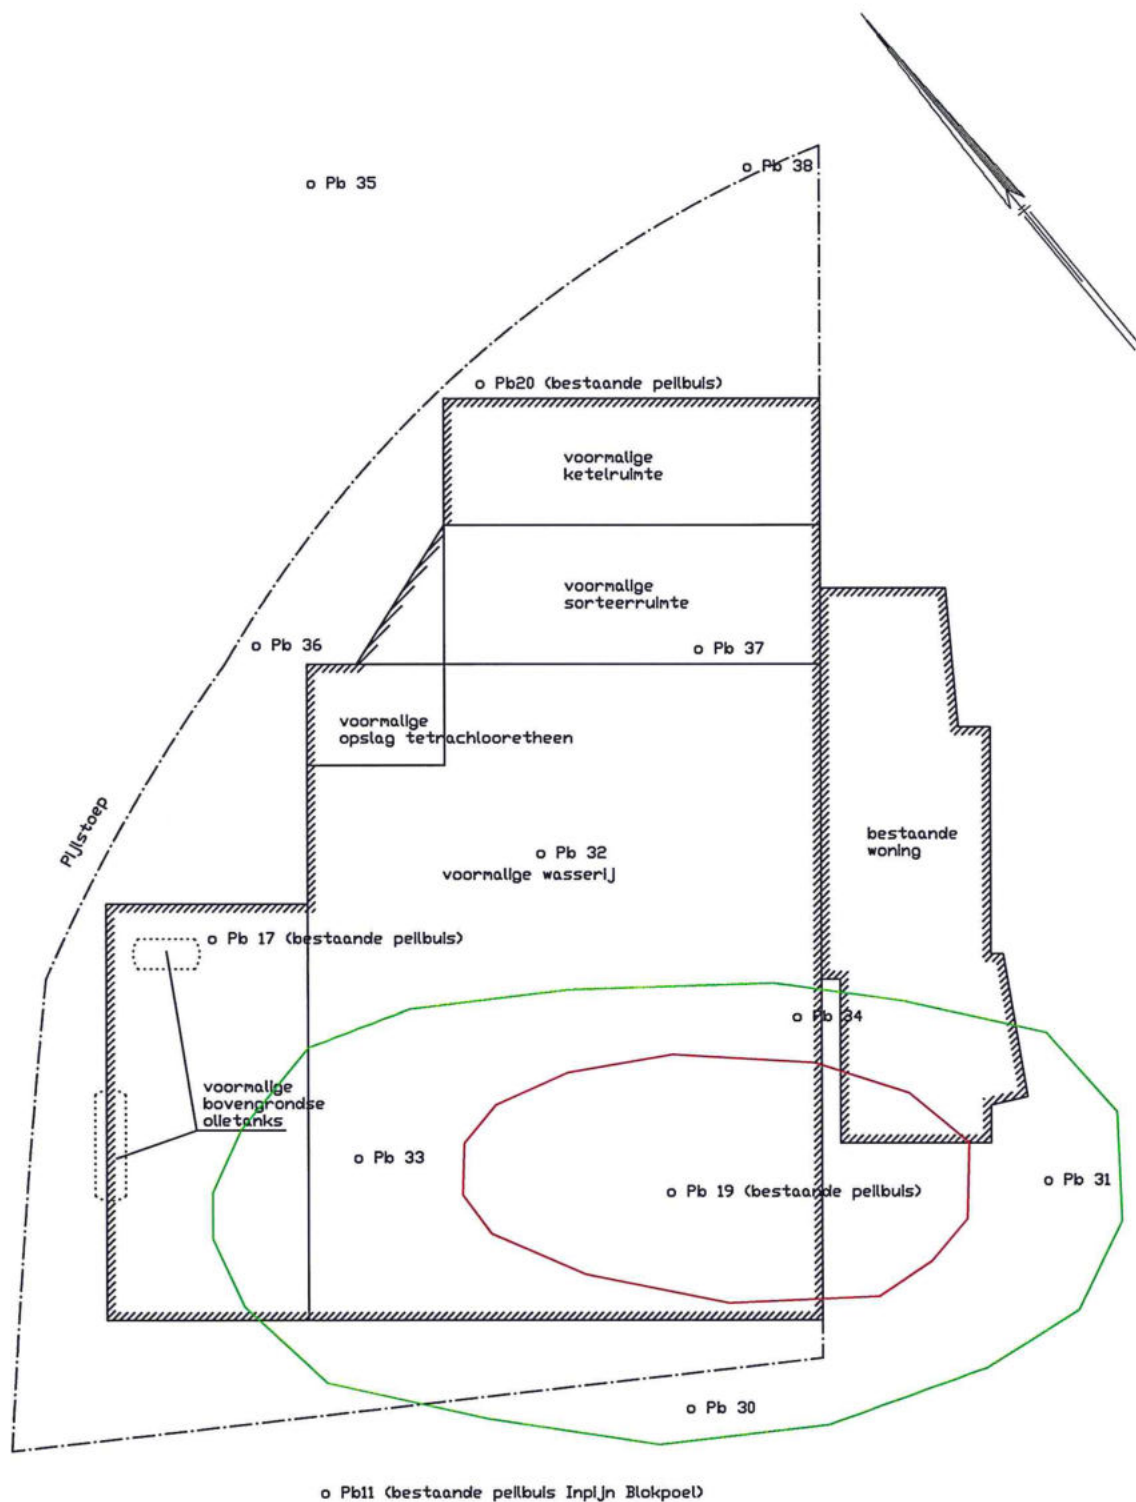 Pb 38
Pb 35
Pb20 (bestaande peilbuis)
voormalige
ketelruimte
voormalige
sorteerruimte
Pb 36
Pb 37
voormalige
opslag tetrachlooretheen
Pijlstoep
bestaande
woning
Pb 32
voormalige wasserij
Pb 17 (bestaande peilbuis)
Pb 34
voormalige
bovengrondse
olietanks
Pb 33
Pb 31
Pb 19 (bestaande peilbuis)
Pb 30
Pb11 (bestaande peilbuis Inpijn Blokpoel)